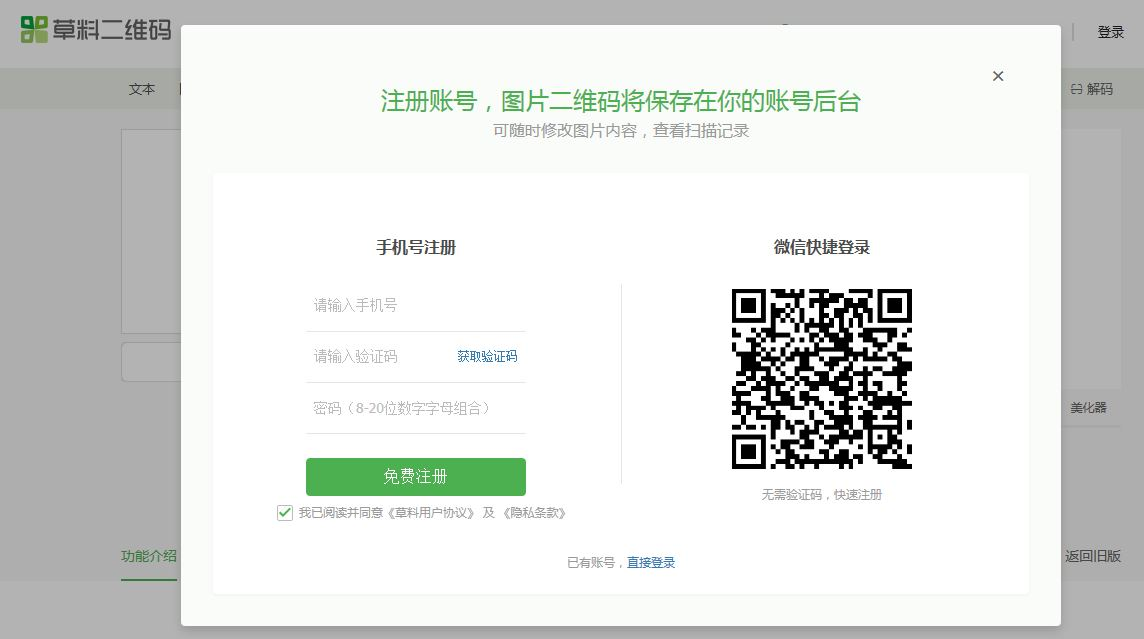 草料二维码
登录
文本
解码
注册账号，图片二维码将保存在你的账号后台
可随时修改图片内容，查看扫描记录
手机号注册
请输入手机号
请输入验证码 获取验证码
密码（8-20位数字字母组合）
免费注册
我已阅读并同意《草料用户协议》 及 《隐私条款》
微信快捷登录
无需验证码，快速注册
已有账号，直接登录
美化器
功能介绍
返回旧版